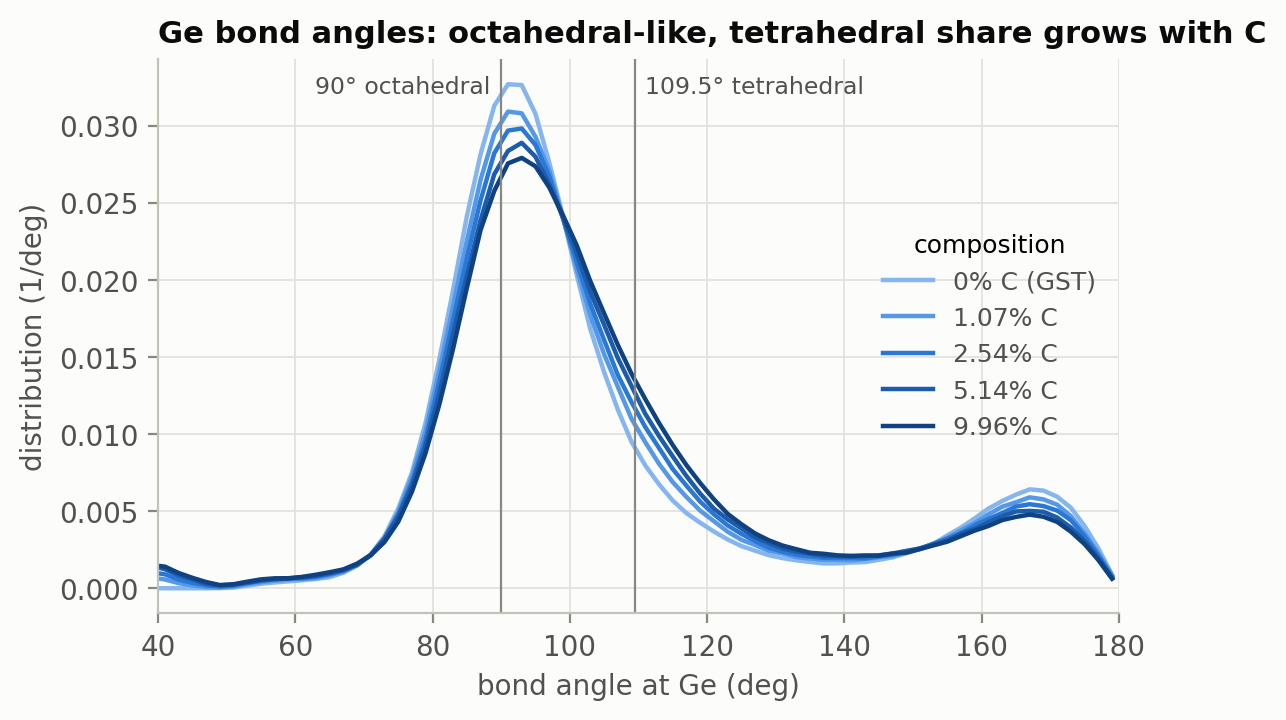 Ge bond angles: octahedral-like, tetrahedral share grows with C
90° octahedral
109.5° tetrahedral
distribution (1/deg)
0.030
0.025
0.020
0.015
0.010
0.005
0.000
composition
0% C (GST)
1.07% C
2.54% C
5.14% C
9.96% C
40 60 80 100 120 140 160 180
bond angle at Ge (deg)